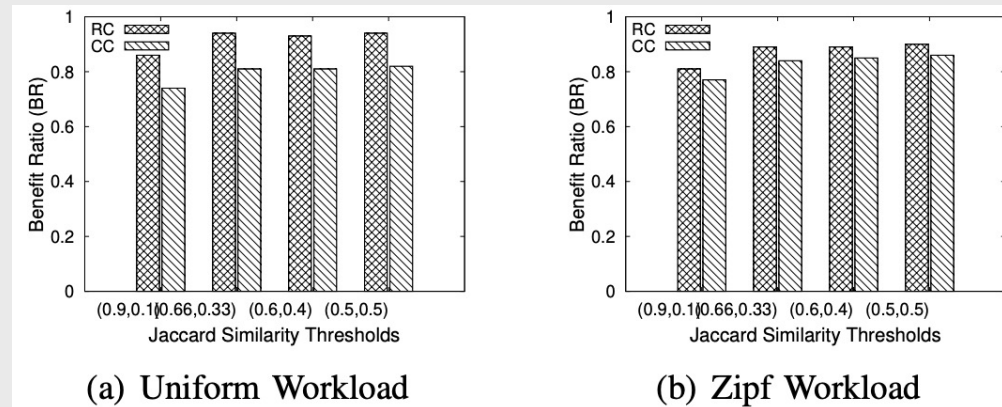 1
RC
CC
0.8
0.6
0.4
0.2
0
Benefit Ratio (BR)
(0.9,0.1)(0.66,0.33) (0.6,0.4) (0.5,0.5)
Jaccard Similarity Thresholds
(a) Uniform Workload
1
RC
CC
0.8
0.6
0.4
0.2
0
Benefit Ratio (BR)
(0.9,0.1)(0.66,0.33) (0.6,0.4) (0.5,0.5)
Jaccard Similarity Thresholds
(b) Zipf Workload